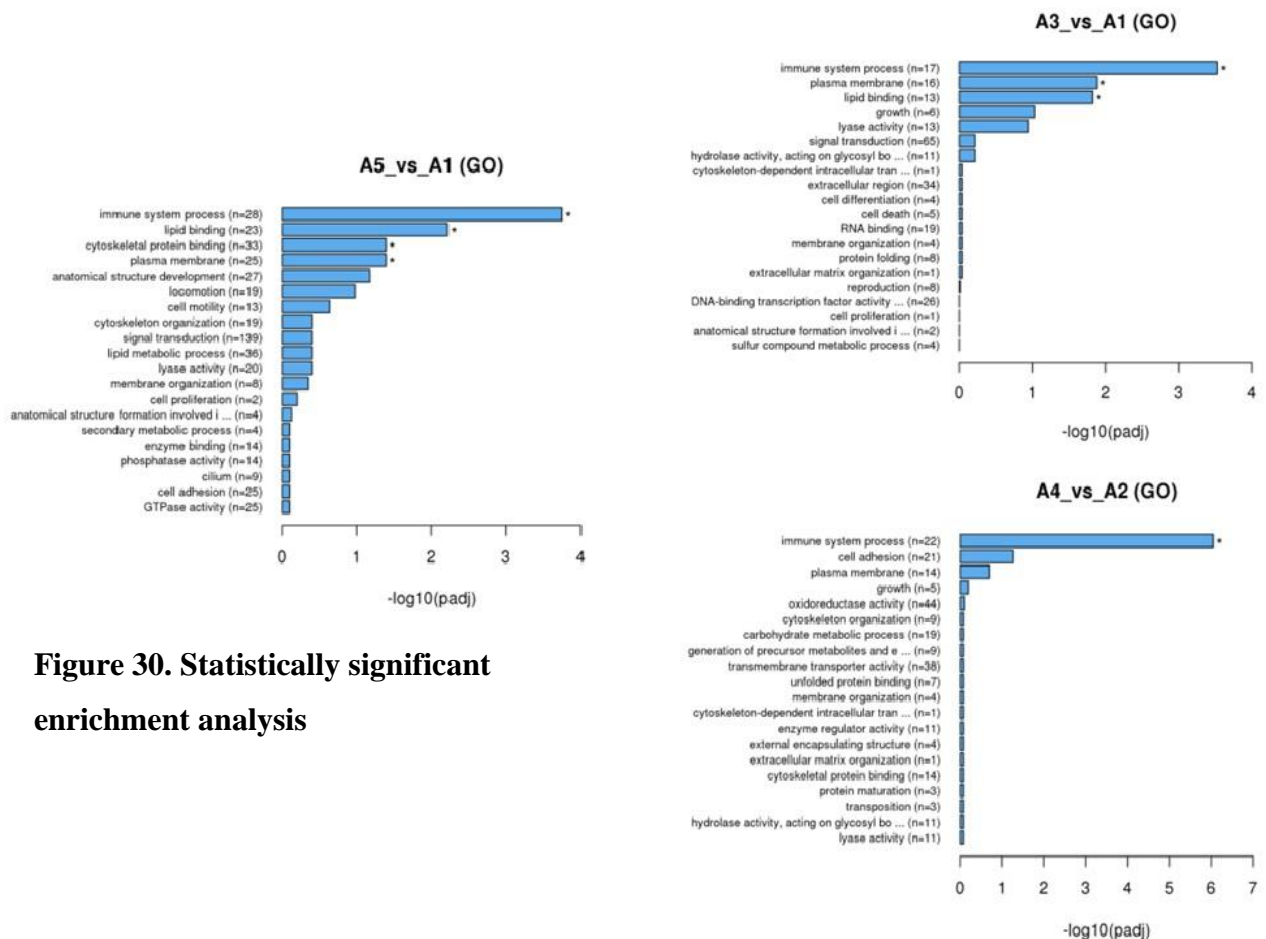 A5_vs_A1 (GO)
immune system process (n=28)
*
lipid binding (n=23)
*
cytoskeletal protein binding (n=33)
*
plasma membrane (n=25)
*
anatomical structure development (n=27)
locomotion (n=19)
cell motility (n=13)
cytoskeleton organization (n=19)
signal transduction (n=139)
lipid metabolic process (n=36)
lyase activity (n=20)
membrane organization (n=8)
cell proliferation (n=2)
anatomical structure formation involved i ... (n=4)
secondary metabolic process (n=4)
enzyme binding (n=14)
phosphatase activity (n=14)
cilium (n=9)
cell adhesion (n=25)
GTPase activity (n=25)
0 1 2 3 4
-log10(padj)
Figure 30. Statistically significant
enrichment analysis
A3_vs_A1 (GO)
immune system process (n=17)
*
plasma membrane (n=16)
*
lipid binding (n=13)
*
growth (n=6)
lyase activity (n=13)
signal transduction (n=65)
hydrolase activity, acting on glycosyl bo ... (n=11)
cytoskeleton-dependent intracellular tran ... (n=1)
extracellular region (n=34)
cell differentiation (n=4)
cell death (n=5)
RNA binding (n=19)
membrane organization (n=4)
protein folding (n=8)
extracellular matrix organization (n=1)
reproduction (n=8)
DNA-binding transcription factor activity ... (n=26)
cell proliferation (n=1)
anatomical structure formation involved i ... (n=2)
sulfur compound metabolic process (n=4)
0 1 2 3 4
-log10(padj)
A4_vs_A2 (GO)
immune system process (n=22)
*
cell adhesion (n=21)
plasma membrane (n=14)
growth (n=5)
oxidoreductase activity (n=44)
cytoskeleton organization (n=9)
carbohydrate metabolic process (n=19)
generation of precursor metabolites and e ... (n=9)
transmembrane transporter activity (n=38)
unfolded protein binding (n=7)
membrane organization (n=4)
cytoskeleton-dependent intracellular tran ... (n=1)
enzyme regulator activity (n=11)
external encapsulating structure (n=4)
extracellular matrix organization (n=1)
cytoskeletal protein binding (n=14)
protein maturation (n=3)
transposition (n=3)
hydrolase activity, acting on glycosyl bo ... (n=11)
lyase activity (n=11)
0 1 2 3 4 5 6 7
-log10(padj)